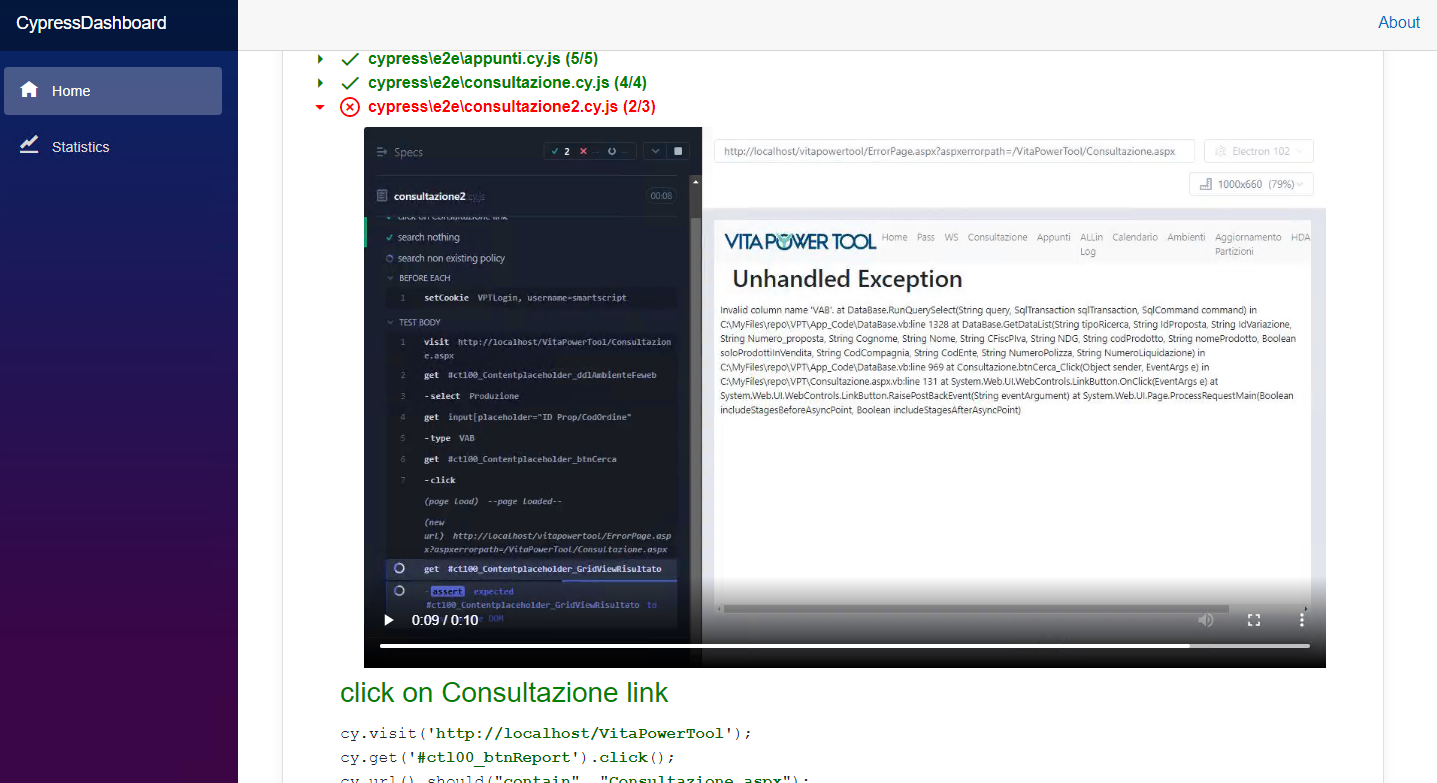 CypressDashboard
About
Home
Statistics
cypress\e2e\appunti.cy.js (5/5)
cypress\e2e\consultazione.cy.js (4/4)
cypress\e2e\consultazione2.cy.js (2/3)
Specs
2
--
--
consultazione2.cy.js
00:08
click on Consultazione link
search nothing
search non existing policy
BEFORE EACH
1 setCookie VPTLogin, username=smartscript
TEST BODY
1 visit http://localhost/VitaPowerTool/Consultazion
e.aspx
2 get #ctl00_Contentplaceholder_ddlAmbienteFeweb
3 -select Produzione
4 get input[placeholder="ID Prop/CodOrdine"
5 -type VAB
6 get #ctl00_Contentplaceholder_btnCerca
7 -click
(page load) --page loaded--
(new
url) http://localhost/vitapowertool/ErrorPage.asp
x?aspxerrorpath=/VitaPowerTool/Consultazione.aspx
get #ctl00_Contentplaceholder_GridViewRisultato
-assert expected
#ctl00_Contentplaceholder_GridViewRisultato to
DOM
http://localhost/vitapowertool/ErrorPage.aspx?aspxerrorpath=/VitaPowerTool/Consultazione.aspx
Electron 102
1000x660 (79%)
VITA POWER TOOL
Home Pass WS Consultazione Appunti ALLin Log Calendario Ambienti Aggiornamento Partizioni HDA
Unhandled Exception
Invalid column name 'VAB'. at DataBase.RunQuerySelect(String query, SqlTransaction sqlTransaction, SqlCommand command) in
C:\MyFiles\repo\VPT\App_Code\DataBase.vb:line 1328 at DataBase.GetDataList(String tipoRicerca, String IdProposta, String IdVariazione,
String Numero_proposta, String Cognome, String Nome, String CFiscPIva, String NDG, String codProdotto, String nomeProdotto, Boolean
soloProdottiInVendita, String CodCompagnia, String CodEnte, String NumeroPolizza, String NumeroLiquidazione) in
C:\MyFiles\repo\VPT\App_Code\DataBase.vb:line 969 at Consultazione.btnCerca_Click(Object sender, EventArgs e) in
C:\MyFiles\repo\VPT\Consultazione.aspx.vb:line 131 at System.Web.UI.WebControls.LinkButton.OnClick(EventArgs e) at
System.Web.UI.WebControls.LinkButton.RaisePostBackEvent(String eventArgument) at System.Web.UI.Page.ProcessRequestMain(Boolean
includeStagesBeforeAsyncPoint, Boolean includeStagesAfterAsyncPoint)
0:09 / 0:10
click on Consultazione link
cy.visit('http://localhost/VitaPowerTool');
cy.get('#ctl00_btnReport').click();
cy.url().should("contain", "Consultazione.aspx");